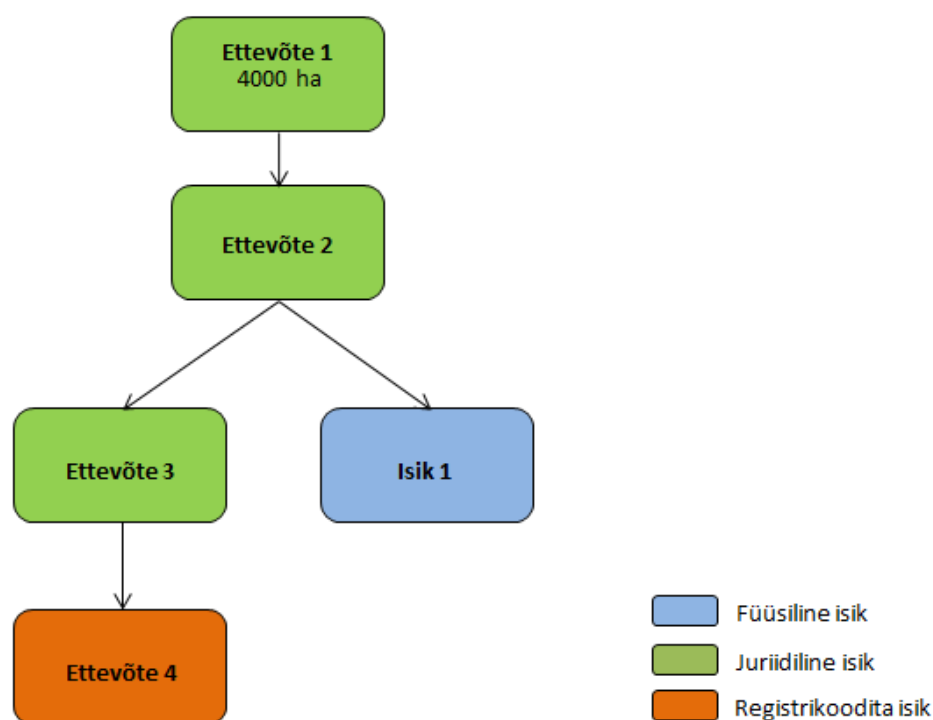 Ettevõte 1
4000 ha
Ettevõte 2
Ettevõte 3
Isik 1
Ettevõte 4
Füüsiline isik
Juriidiline isik
Registrikoodita isik